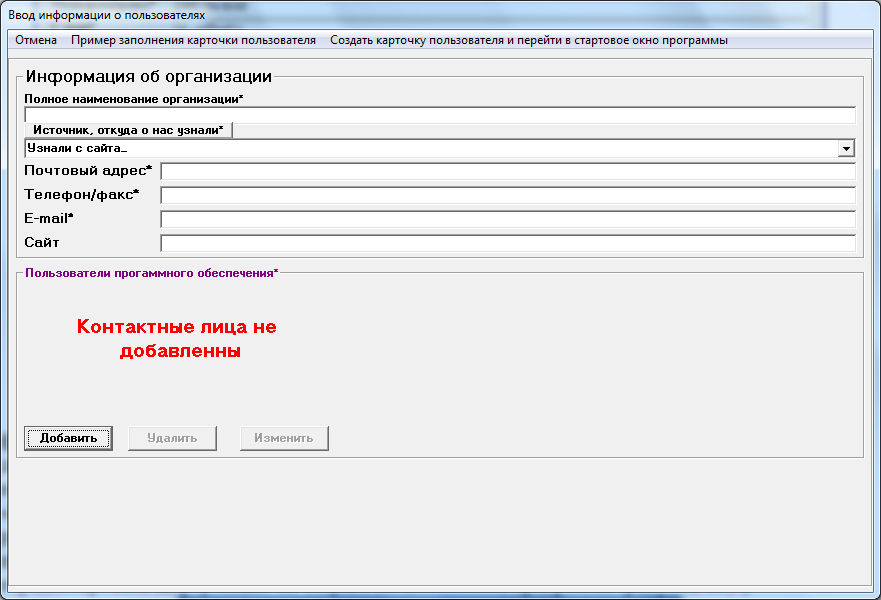 Ввод информации о пользователях
Отмена Пример заполнения карточки пользователя Создать карточку пользователя и перейти в стартовое окно программы
Информация об организации
Полное наименование организации*
Источник, откуда о нас узнали*
Узнали с сайта...
Почтовый адрес*
Телефон/факс*
E-mail*
Сайт
Пользователи прогаммного обеспечения*
Контактные лица не
добавленны
Добавить Удалить Изменить